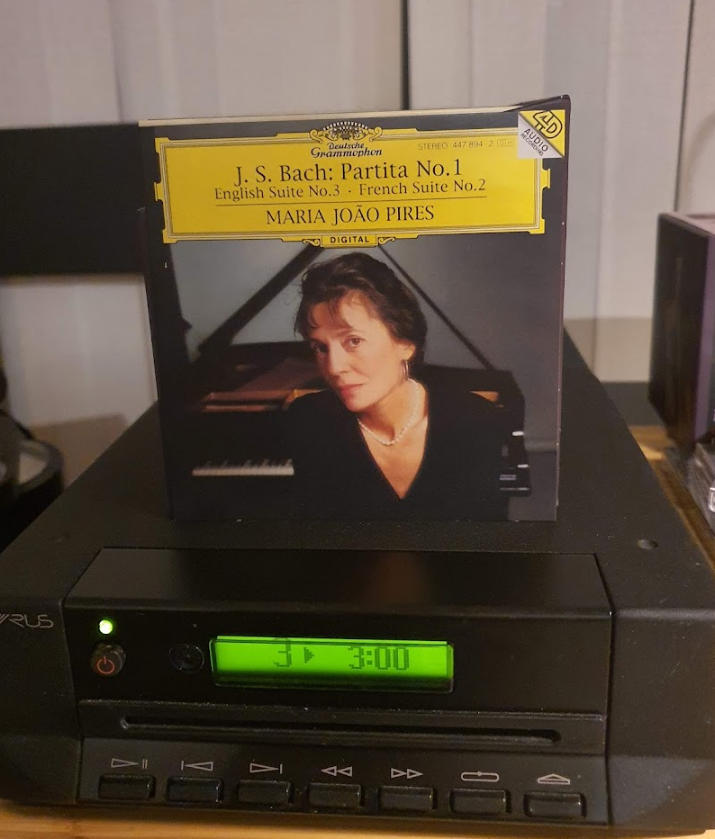 Deutsche
Grammophon
STEREO 447 894-2
4D
AUDIO
RECORDING
J. S. Bach: Partita No.1
English Suite No.3 · French Suite No.2
MARIA JOÃO PIRES
DIGITAL
3 3:00